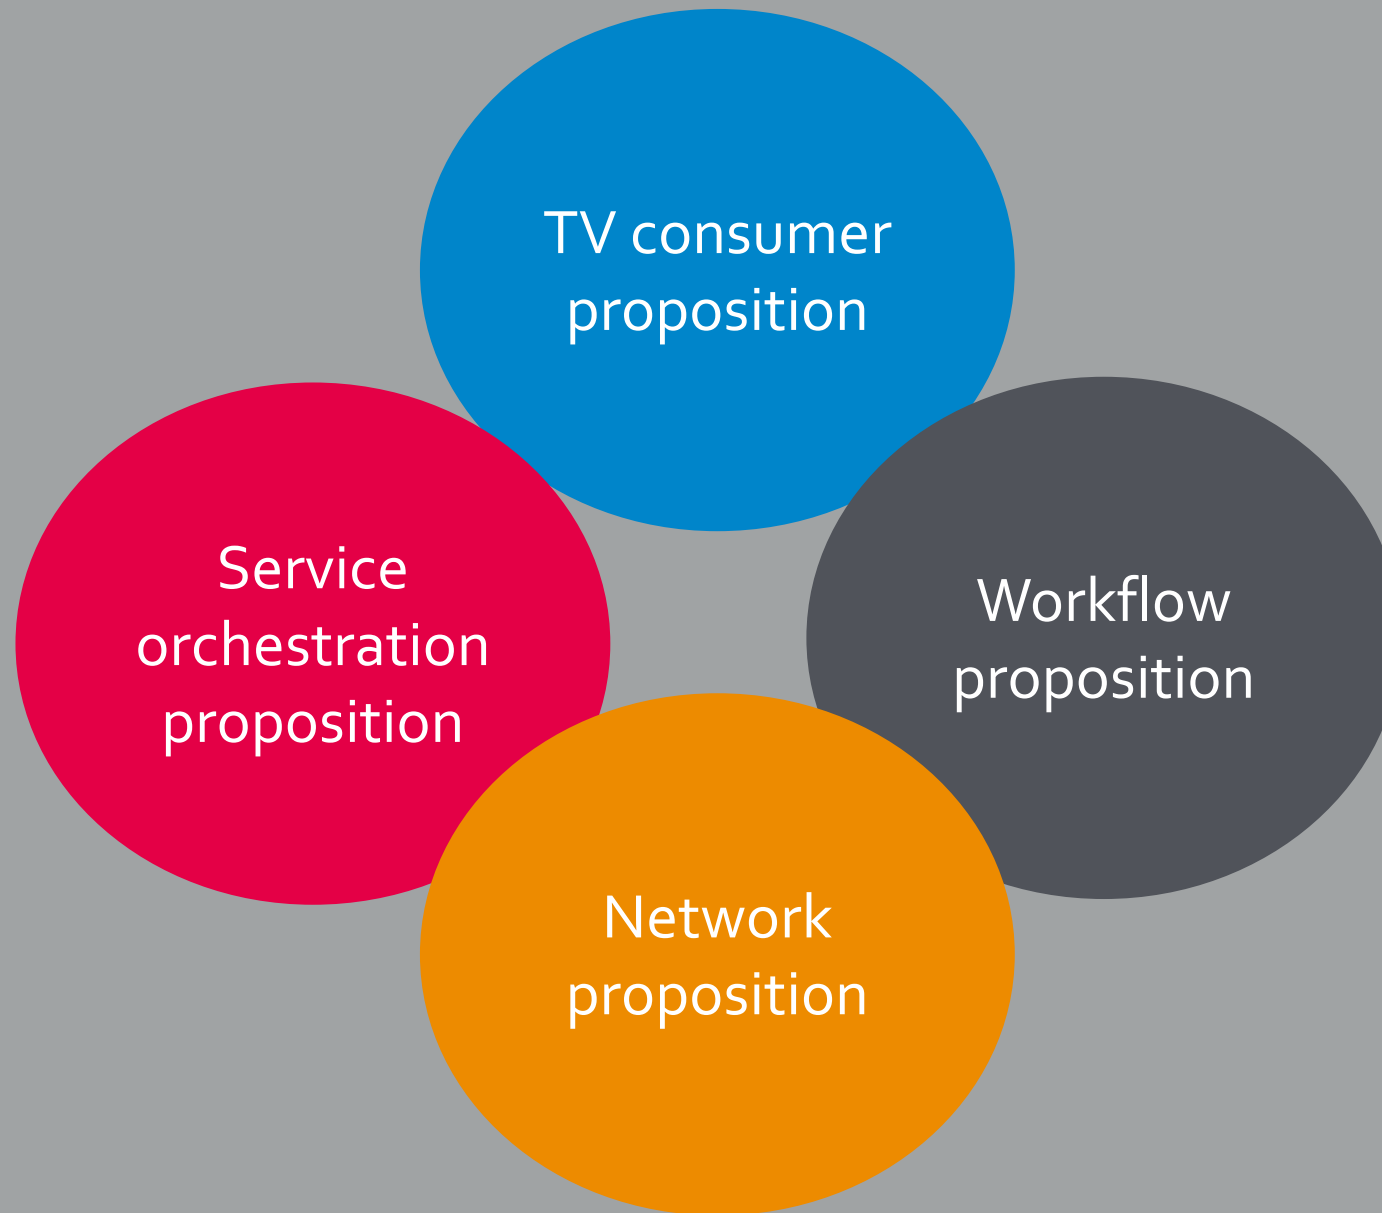 TV consumer
proposition
Service
orchestration
proposition
Workflow
proposition
Network
proposition